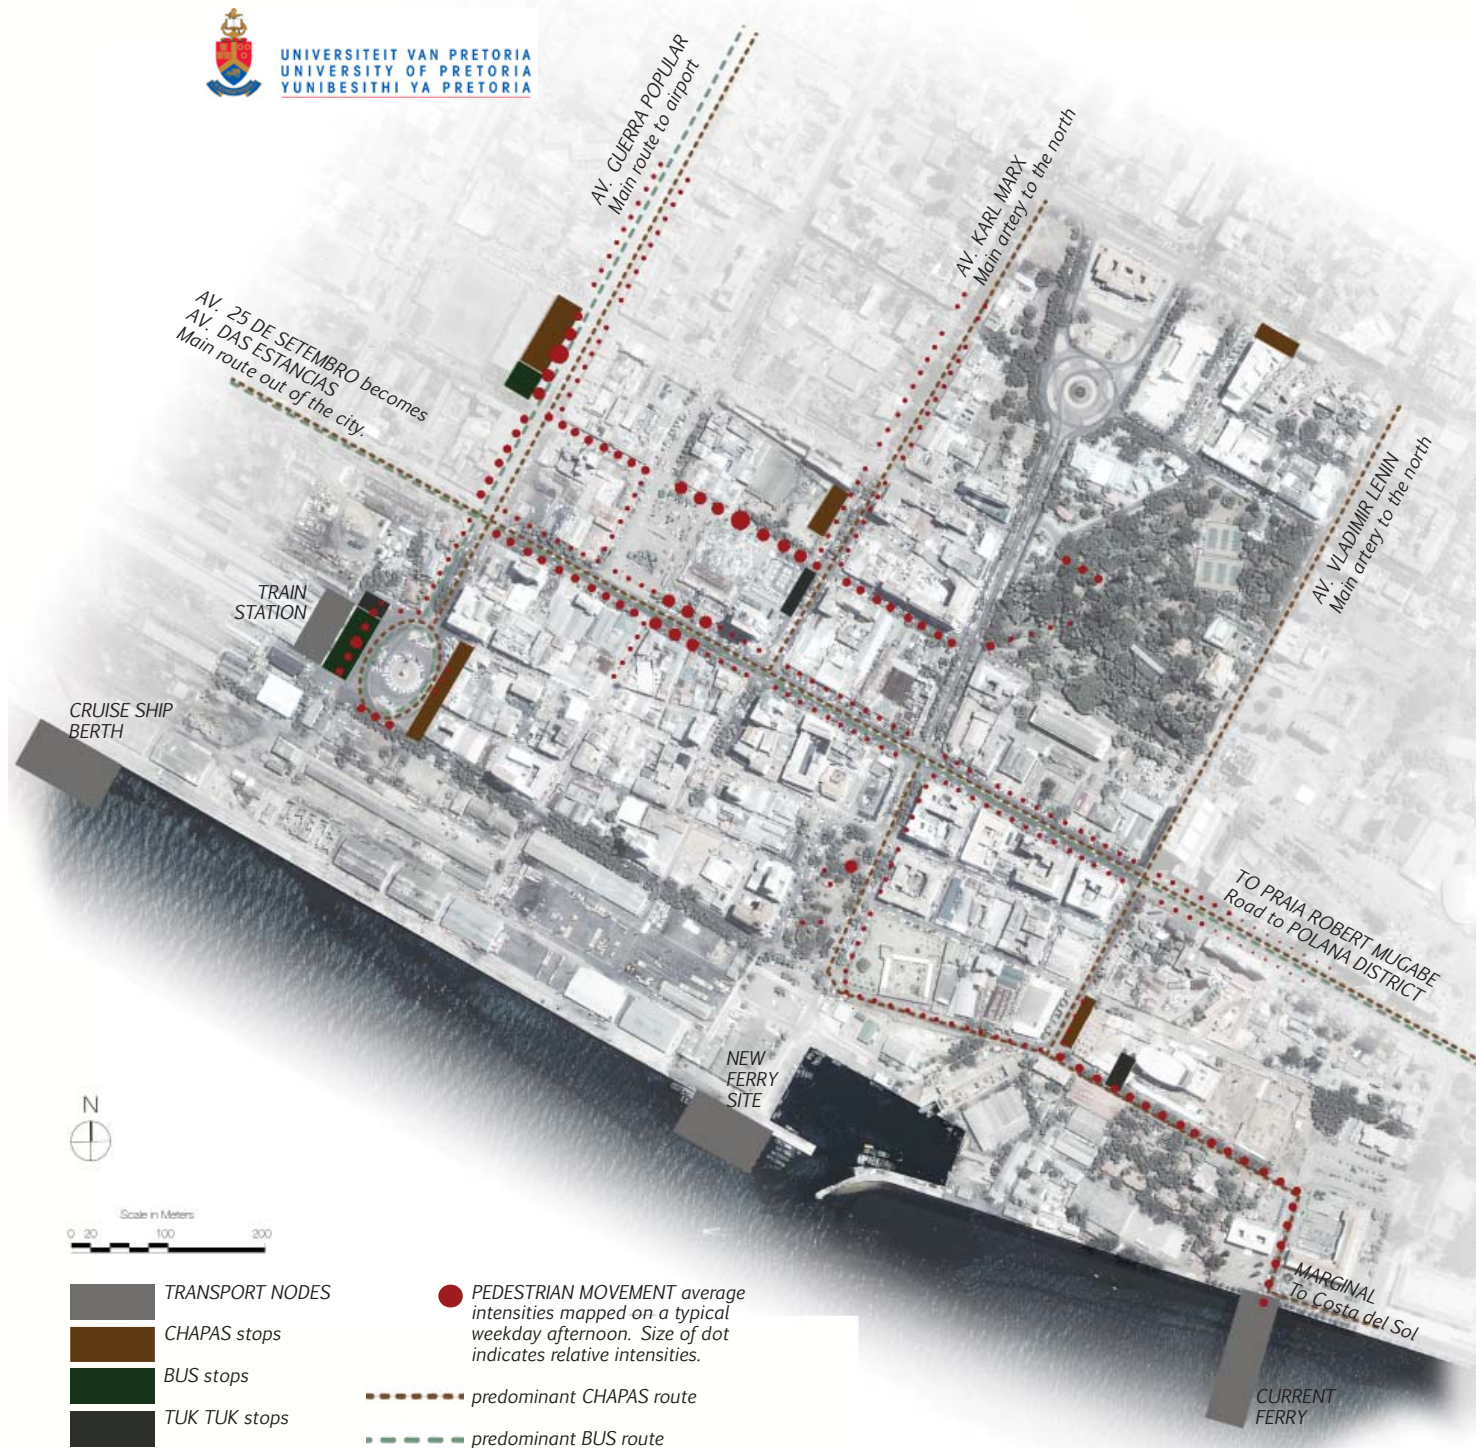 UNIVERSITEIT VAN PRETORIA
UNIVERSITY OF PRETORIA
YUNIBESITHI YA PRETORIA
AV. GUERRA POPULAR
Main route to airport
AV. KARL MARX
Main artery to the north
AV. 25 DE SETEMBRO becomes
AV. DAS ESTANCIAS
Main route out of the city.
AV. VLADIMIR LENIN
Main artery to the north
TRAIN
STATION
CRUISE SHIP
BERTH
TO PRAIA ROBERT MUGABE
Road to POLANA DISTRICT
NEW
FERRY
SITE
N
Scale in Meters
0 20 100 200
MARGINAL
To Costa del Sol
CURRENT
FERRY
TRANSPORT NODES
CHAPAS stops
BUS stops
TUK TUK stops
PEDESTRIAN MOVEMENT average
intensities mapped on a typical
weekday afternoon. Size of dot
indicates relative intensities.
predominant CHAPAS route
predominant BUS route